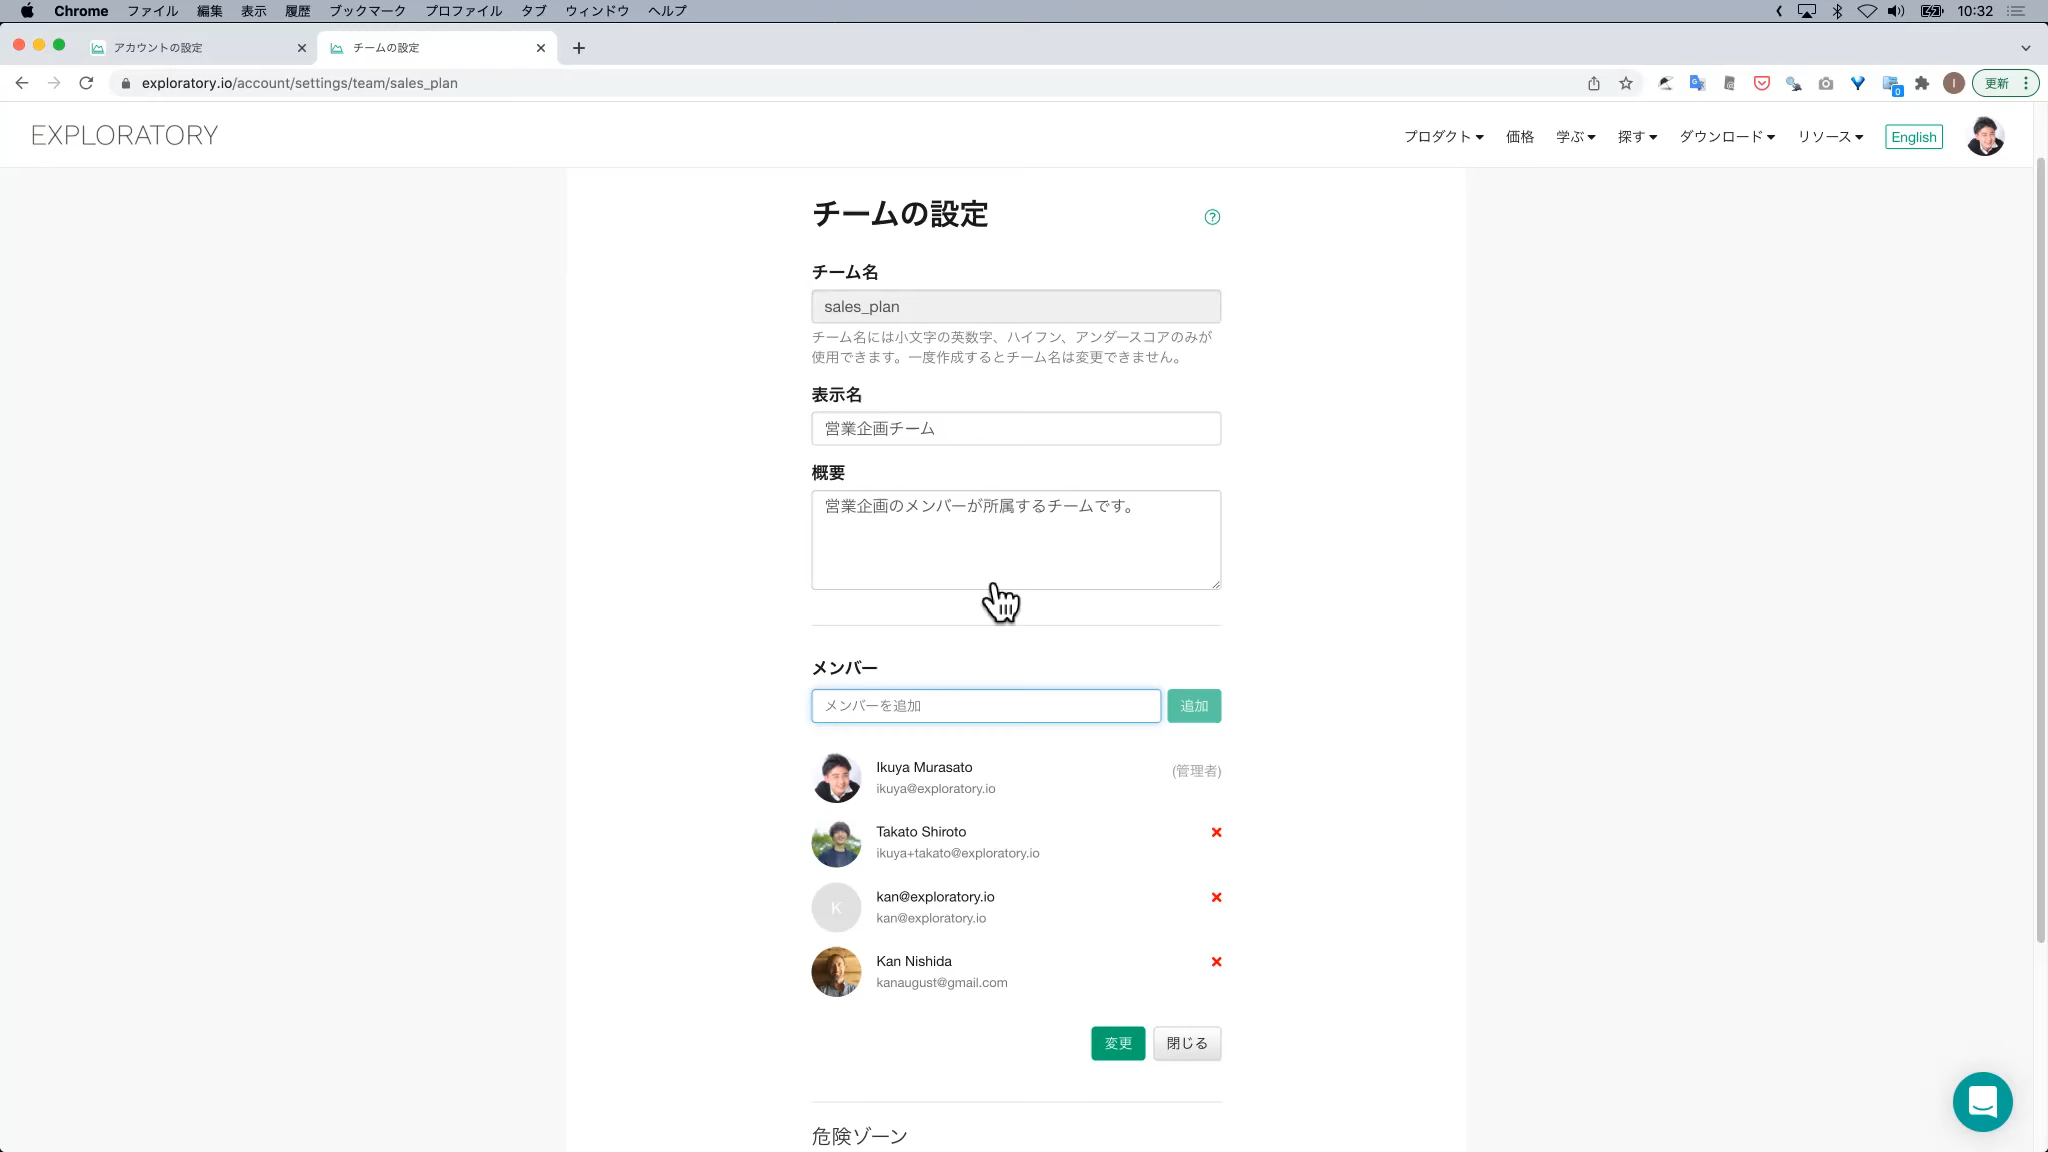 Chrome ファイル 編集 表示 履歴 ブックマーク プロファイル タブ ウィンドウ ヘルプ 10:32
アカウントの設定 チームの設定
exploratory.io/account/settings/team/sales_plan 0 I 更新
EXPLORATORY プロダクト 価格 学ぶ 探す ダウンロード リソース English
チームの設定 ?
チーム名
sales_plan
チーム名には小文字の英数字、ハイフン、アンダースコアのみが
使用できます。一度作成するとチーム名は変更できません。
表示名
営業企画チーム
概要
営業企画のメンバーが所属するチームです。
メンバー
メンバーを追加 追加
Ikuya Murasato (管理者)
ikuya@exploratory.io
Takato Shiroto
ikuya+takato@exploratory.io
K kan@exploratory.io
kan@exploratory.io
Kan Nishida
kanaugust@gmail.com
変更 閉じる
危険ゾーン